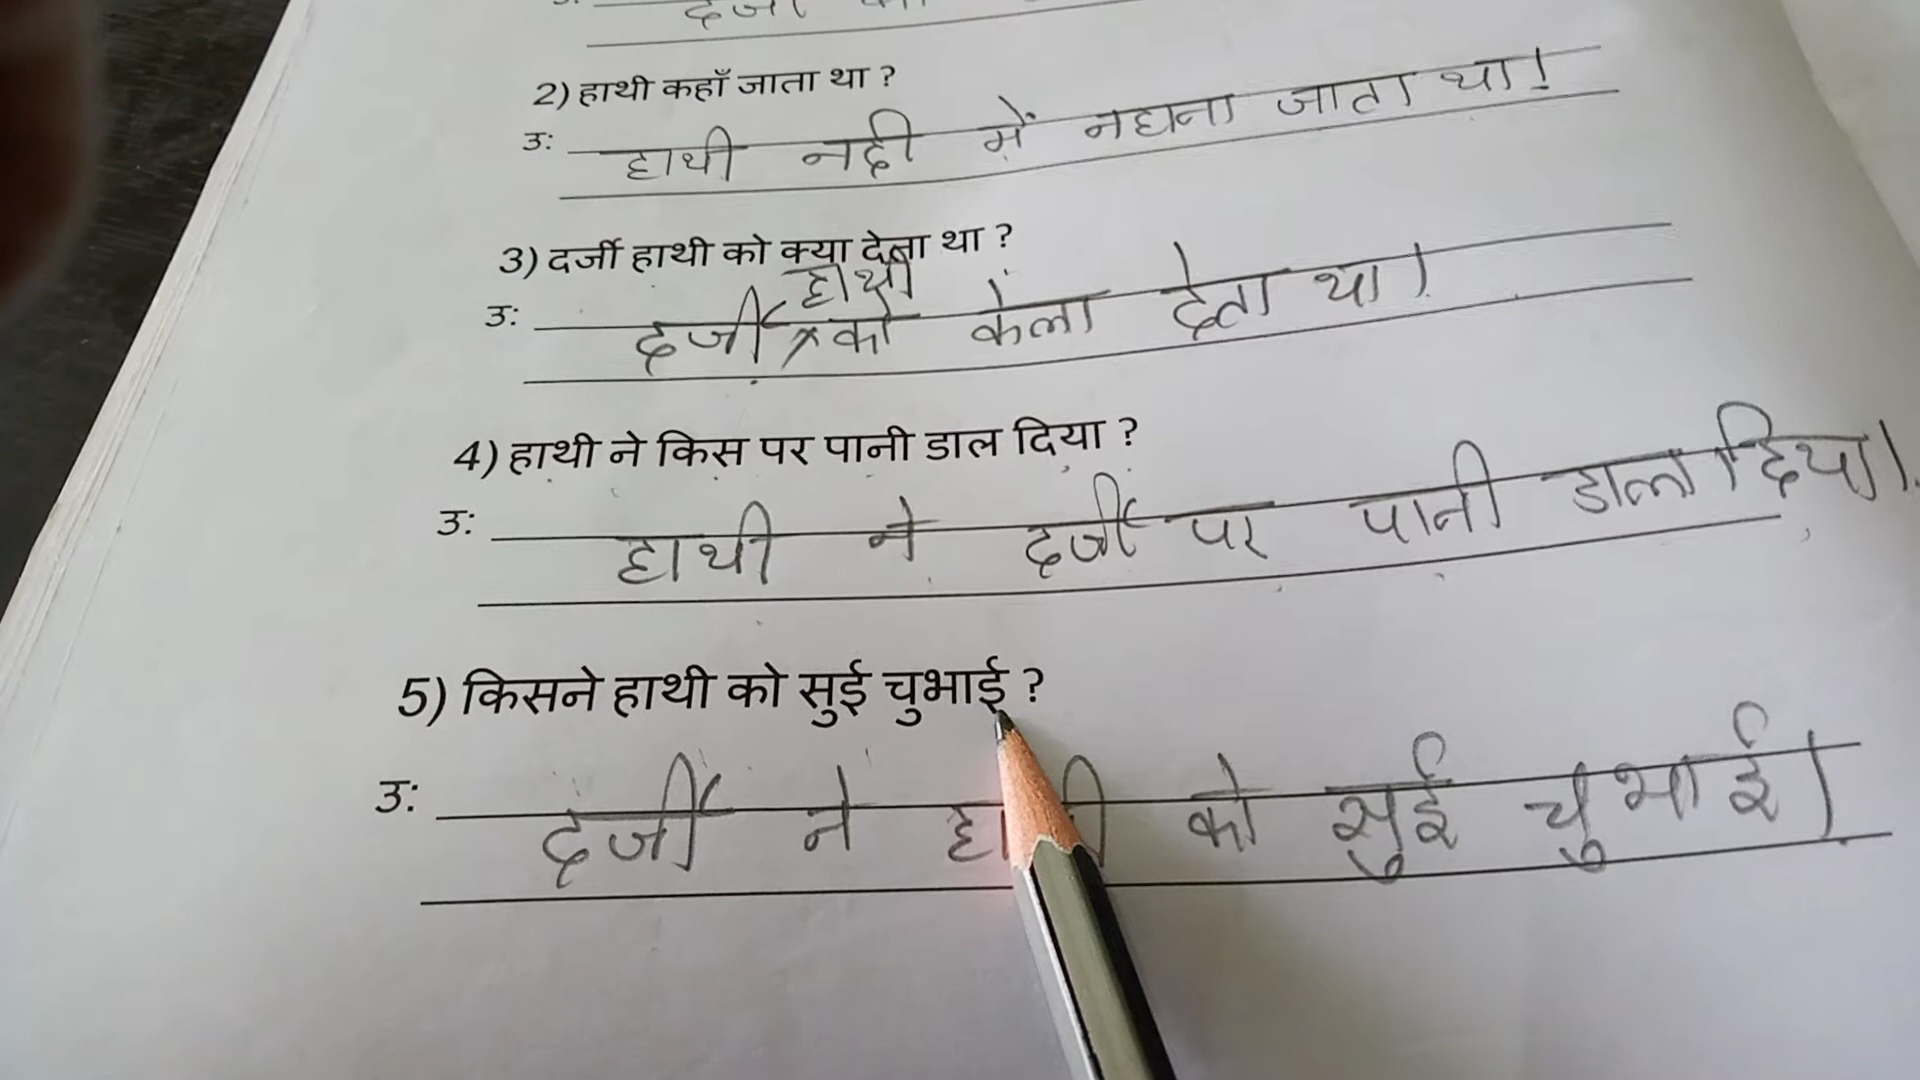 2) हाथी कहाँ जाता था ?
उ: हाथी नदी में नहाना जाता था।
3) दर्जी हाथी को क्या देता था ?
हाथी
उ: दर्जी को केला देता था।
4) हाथी ने किस पर पानी डाल दिया ?
उ: हाथी ने दर्जी पर पानी डाल दिया।
5) किसने हाथी को सुई चुभाई ?
उ: दर्जी ने को सुई चुभाई।